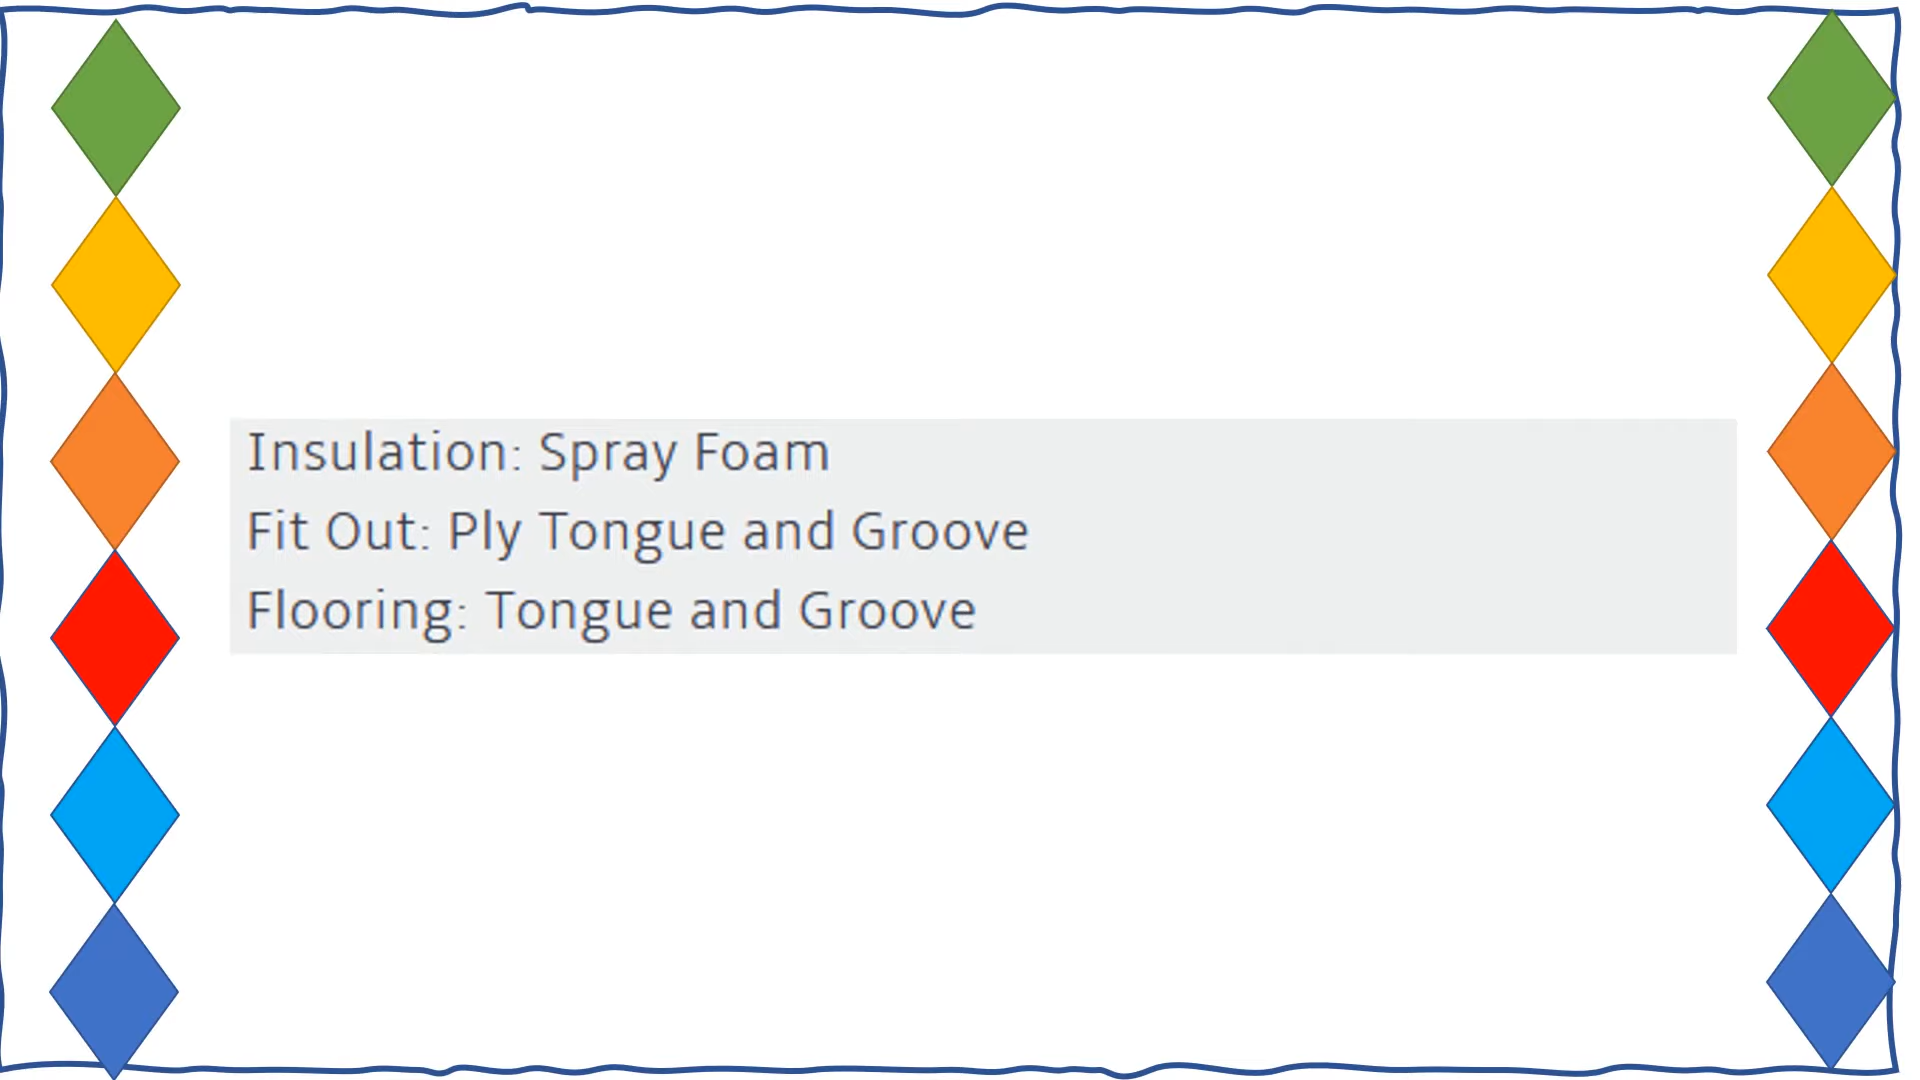 Insulation: Spray Foam
Fit Out: Ply Tongue and Groove
Flooring: Tongue and Groove